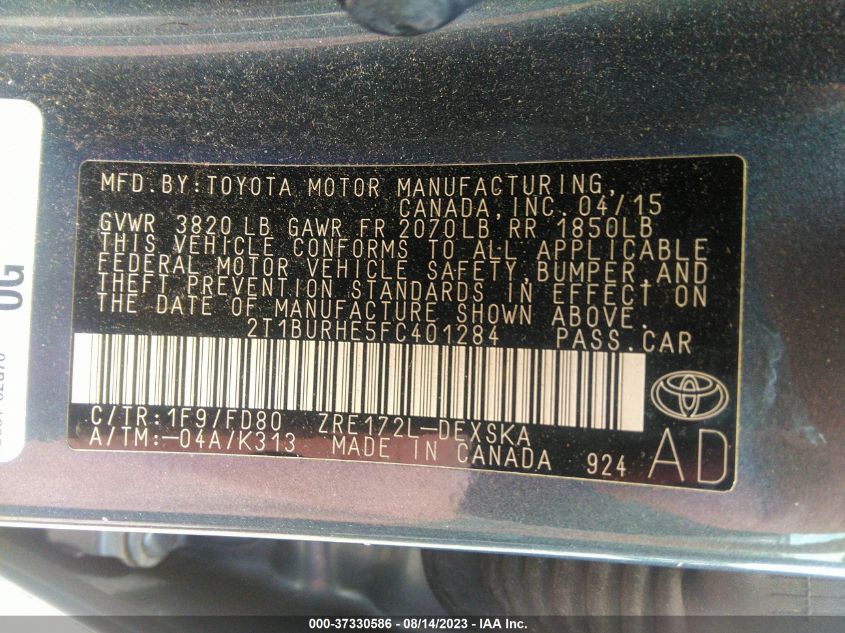 MFD.BY:TOYOTA MOTOR MANUFACTURING,
CANADA,INC. 04/15
GVWR 3820 LB GAWR FR 2070LB RR 1850LB
THIS VEHICLE CONFORMS TO ALL APPLICABLE
FEDERAL MOTOR VEHICLE SAFETY,BUMPER,AND
THEFT PREVENTION STANDARDS IN EFFECT ON
THE DATE OF MANUFACTURE SHOWN ABOVE.
2T1BURHE5FC401284 PASS.CAR
C/TR:1F9/FD80 ZRE172L-DEXSKA
A/TM:-04A/K313 MADE IN CANADA 924 AD
OG
000-37330586 - 08/14/2023 - IAA Inc.